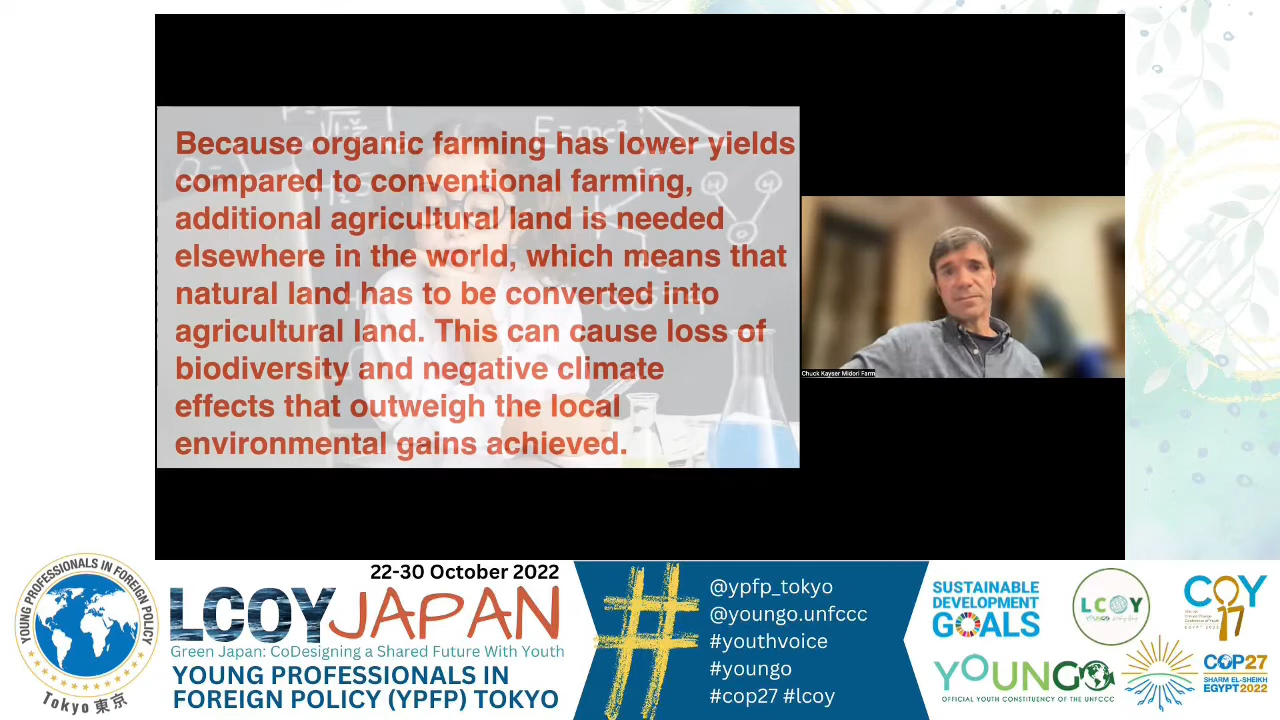 Because organic farming has lower yields
compared to conventional farming,
additional agricultural land is needed
elsewhere in the world, which means that
natural land has to be converted into
agricultural land. This can cause loss of
biodiversity and negative climate
effects that outweigh the local
environmental gains achieved.
E=mc²
Chuck Kayser Midori Farm
YOUNG PROFESSIONALS IN FOREIGN POLICY
Tokyo 東京
22-30 October 2022
LCOY JAPAN
Green Japan: CoDesigning a Shared Future With Youth
YOUNG PROFESSIONALS IN
FOREIGN POLICY (YPFP) TOKYO
#
@ypfp_tokyo
@youngo.unfccc
#youthvoice
#youngo
#cop27 #lcoy
SUSTAINABLE
DEVELOPMENT
GOALS
LCOY
COY
17
YOUNGO
OFFICIAL YOUTH CONSTITUENCY OF THE UNFCCC
COP27
SHARM EL-SHEIKH
EGYPT2022